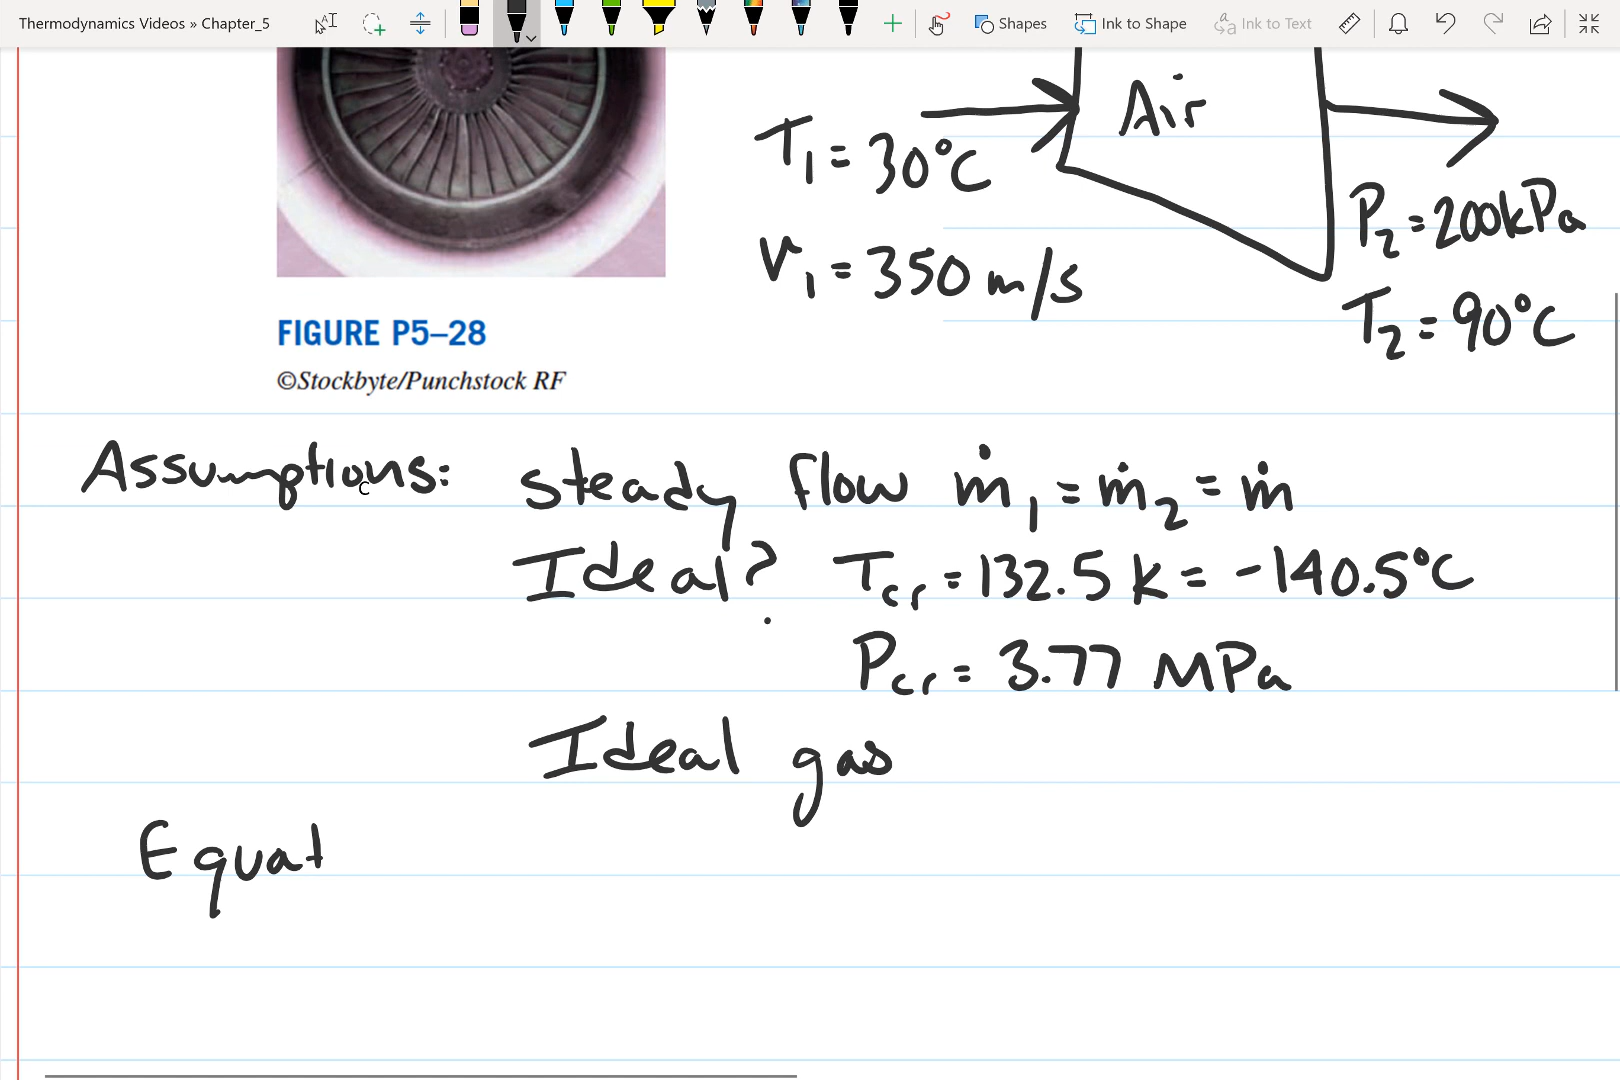 Thermodynamics Videos » Chapter_5
Shapes
Ink to Shape
Ink to Text
Air
T₁ = 30°C
V₁ = 350 m/s
P₂ = 200kPa
T₂ = 90°C
FIGURE P5–28
©Stockbyte/Punchstock RF
Assumptions: steady flow ṁ₁ = ṁ₂ = ṁ
Ideal? Tcr = 132.5 K = -140.5°C
Pcr = 3.77 MPa
Ideal gas
Equat